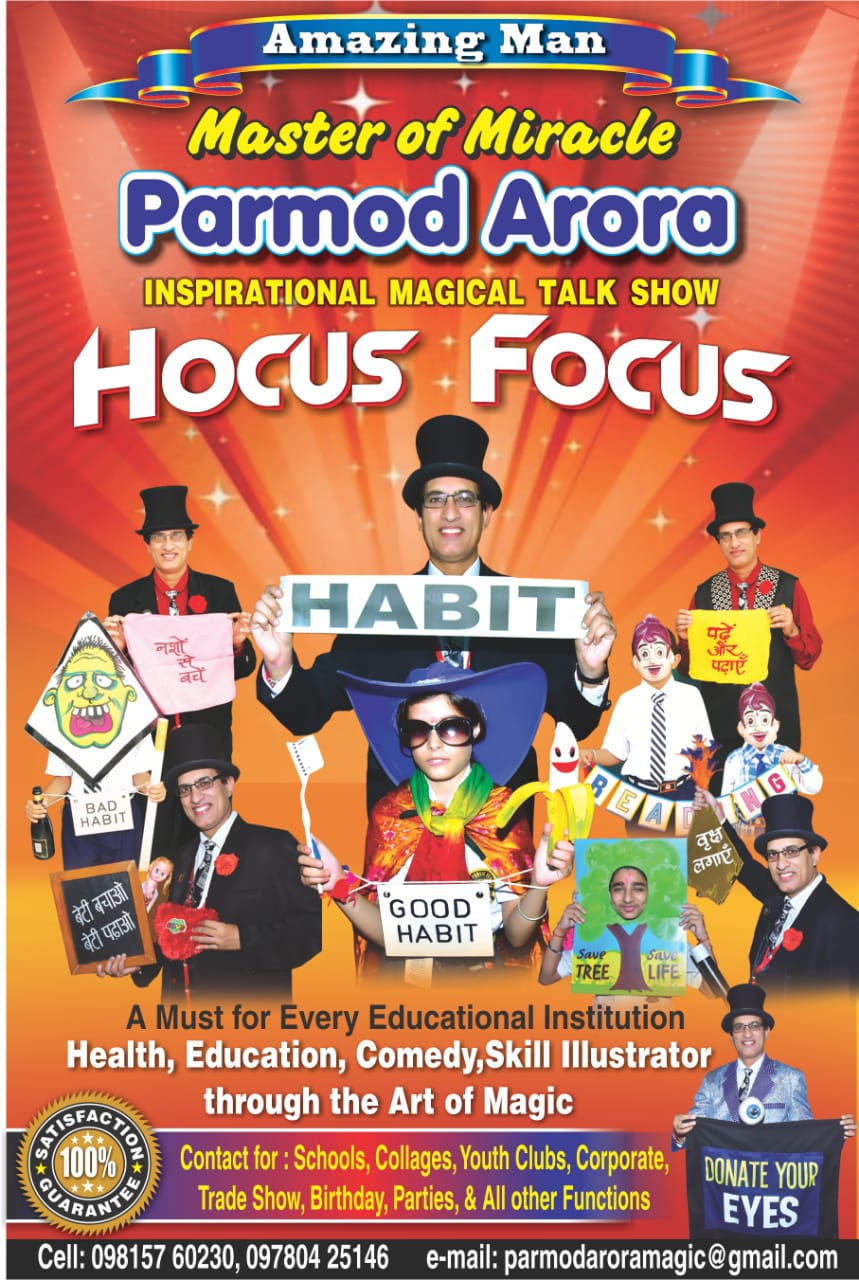 Amazing Man
Master of Miracle
Parmod Arora
INSPIRATIONAL MAGICAL TALK SHOW
HOCUS FOCUS
HABIT
नशों
से
बचें
पढ़ें
और
पढ़ाएँ
BAD
HABIT
READING
बेटी बचाओ
बेटी पढ़ाओ
GOOD
HABIT
वृक्ष
लगाएँ
Save Save
TREE LIFE
A Must for Every Educational Institution
Health, Education, Comedy,Skill Illustrator
through the Art of Magic
SATISFACTION
100%
GUARANTEE
Contact for : Schools, Collages, Youth Clubs, Corporate,
Trade Show, Birthday, Parties, & All other Functions
DONATE YOUR
EYES
Cell: 098157 60230, 097804 25146 e-mail: parmodaroramagic@gmail.com